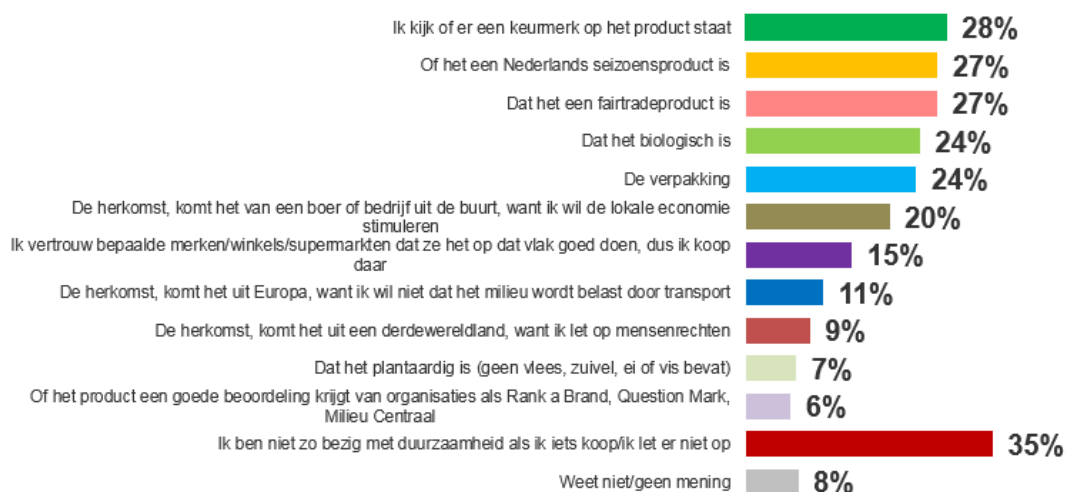 Ik kijk of er een keurmerk op het product staat 28%
Of het een Nederlands seizoensproduct is 27%
Dat het een fairtradeproduct is 27%
Dat het biologisch is 24%
De verpakking 24%
De herkomst, komt het van een boer of bedrijf uit de buurt, want ik wil de lokale economie
stimuleren 20%
Ik vertrouw bepaalde merken/winkels/supermarkten dat ze het op dat vlak goed doen, dus ik koop
daar 15%
De herkomst, komt het uit Europa, want ik wil niet dat het milieu wordt belast door transport 11%
De herkomst, komt het uit een derdewereldland, want ik let op mensenrechten 9%
Dat het plantaardig is (geen vlees, zuivel, ei of vis bevat) 7%
Of het product een goede beoordeling krijgt van organisaties als Rank a Brand, Question Mark,
Milieu Centraal 6%
Ik ben niet zo bezig met duurzaamheid als ik iets koop/ik let er niet op 35%
Weet niet/geen mening 8%